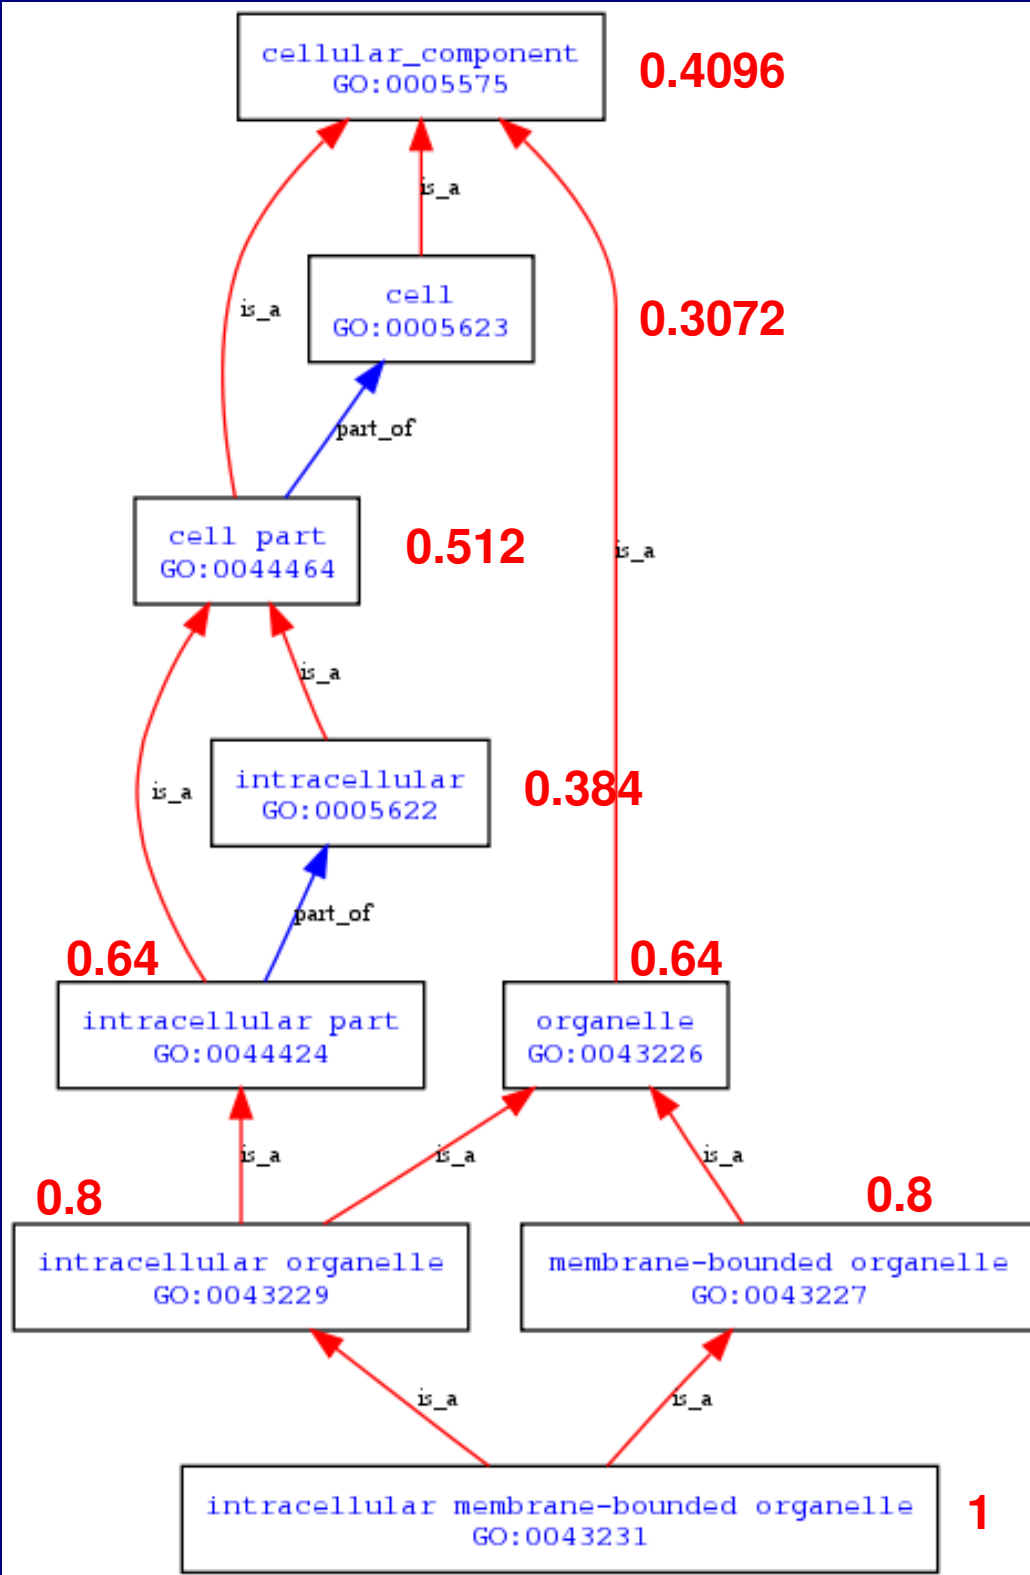 cellular_component
GO:0005575
0.4096
is_a
cell
GO:0005623
0.3072
is_a
part_of
cell part
GO:0044464
0.512
is_a
is_a
intracellular
GO:0005622
0.384
is_a
part_of
0.64
0.64
intracellular part
GO:0044424
organelle
GO:0043226
is_a
is_a
is_a
0.8
0.8
intracellular organelle
GO:0043229
membrane-bounded organelle
GO:0043227
is_a
is_a
intracellular membrane-bounded organelle
GO:0043231
1